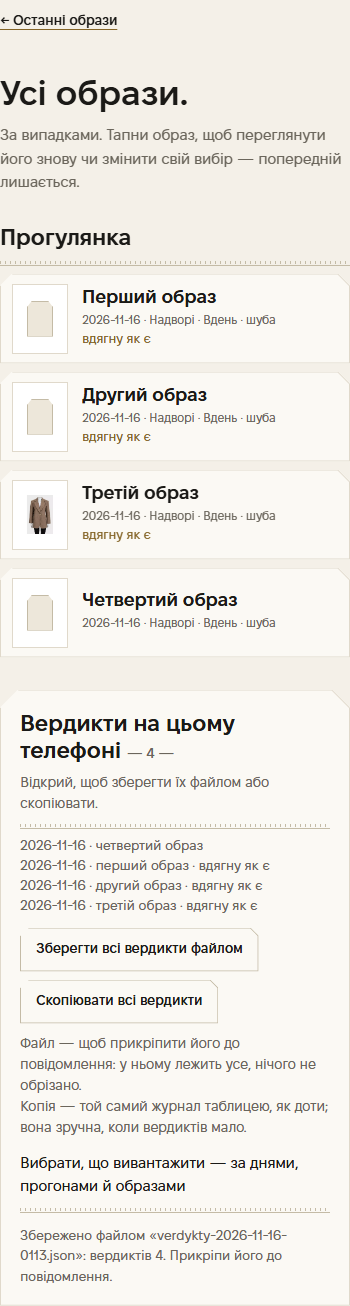 ← Останні образи
Усі образи.
За випадками. Тапни образ, щоб переглянути
його знову чи змінити свій вибір — попередній
лишається.
Прогулянка
Перший образ
2026-11-16 · Надворі · Вдень · шуба
вдягну як є
Другий образ
2026-11-16 · Надворі · Вдень · шуба
вдягну як є
Третій образ
2026-11-16 · Надворі · Вдень · шуба
вдягну як є
Четвертий образ
2026-11-16 · Надворі · Вдень · шуба
Вердикти на цьому
телефоні — 4 —
Відкрий, щоб зберегти їх файлом або
скопіювати.
2026-11-16 · четвертий образ
2026-11-16 · перший образ · вдягну як є
2026-11-16 · другий образ · вдягну як є
2026-11-16 · третій образ · вдягну як є
Зберегти всі вердикти файлом
Скопіювати всі вердикти
Файл — щоб прикріпити його до
повідомлення: у ньому лежить усе, нічого не
обрізано.
Копія — той самий журнал таблицею, як доти;
вона зручна, коли вердиктів мало.
Вибрати, що вивантажити — за днями,
прогонами й образами
Збережено файлом «verdykty-2026-11-16-
0113.json»: вердиктів 4. Прикріпи його до
повідомлення.